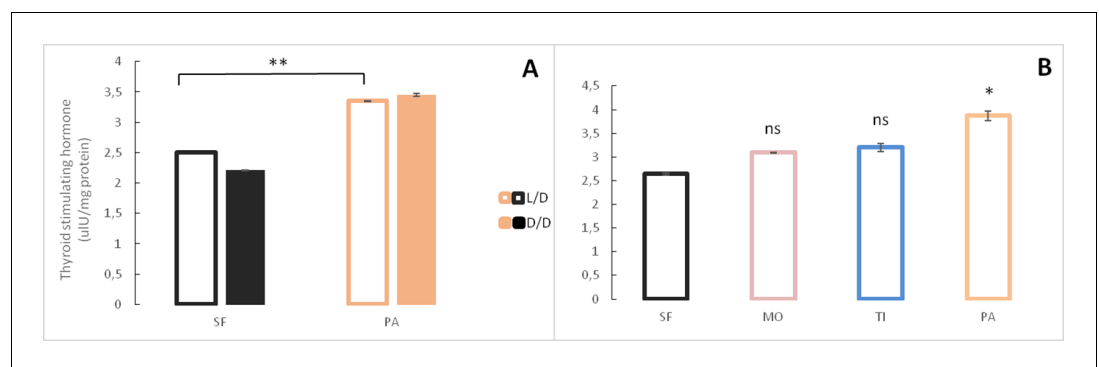 A
**
4
3,5
3
2,5
2
1,5
1
0,5
0
Thyroid stimulating hormone
(uIU/mg protein)
SF
PA
L/D
D/D
B
4,5
4
3,5
3
2,5
2
1,5
1
0,5
0
ns
ns
*
SF
MO
TI
PA